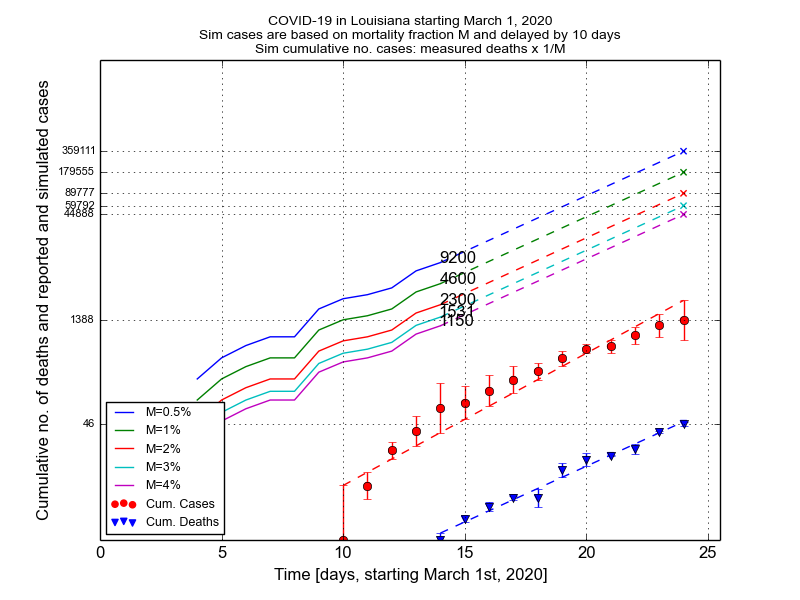 COVID-19 in Louisiana starting March 1, 2020
Sim cases are based on mortality fraction M and delayed by 10 days
Sim cumulative no. cases: measured deaths x 1/M
Cumulative no. of deaths and reported and simulated cases
359111
179555
89777
59792
44888
1388
46
9200
4600
2300
1531
1150
M=0.5%
M=1%
M=2%
M=3%
M=4%
Cum. Cases
Cum. Deaths
0 5 10 15 20 25
Time [days, starting March 1st, 2020]